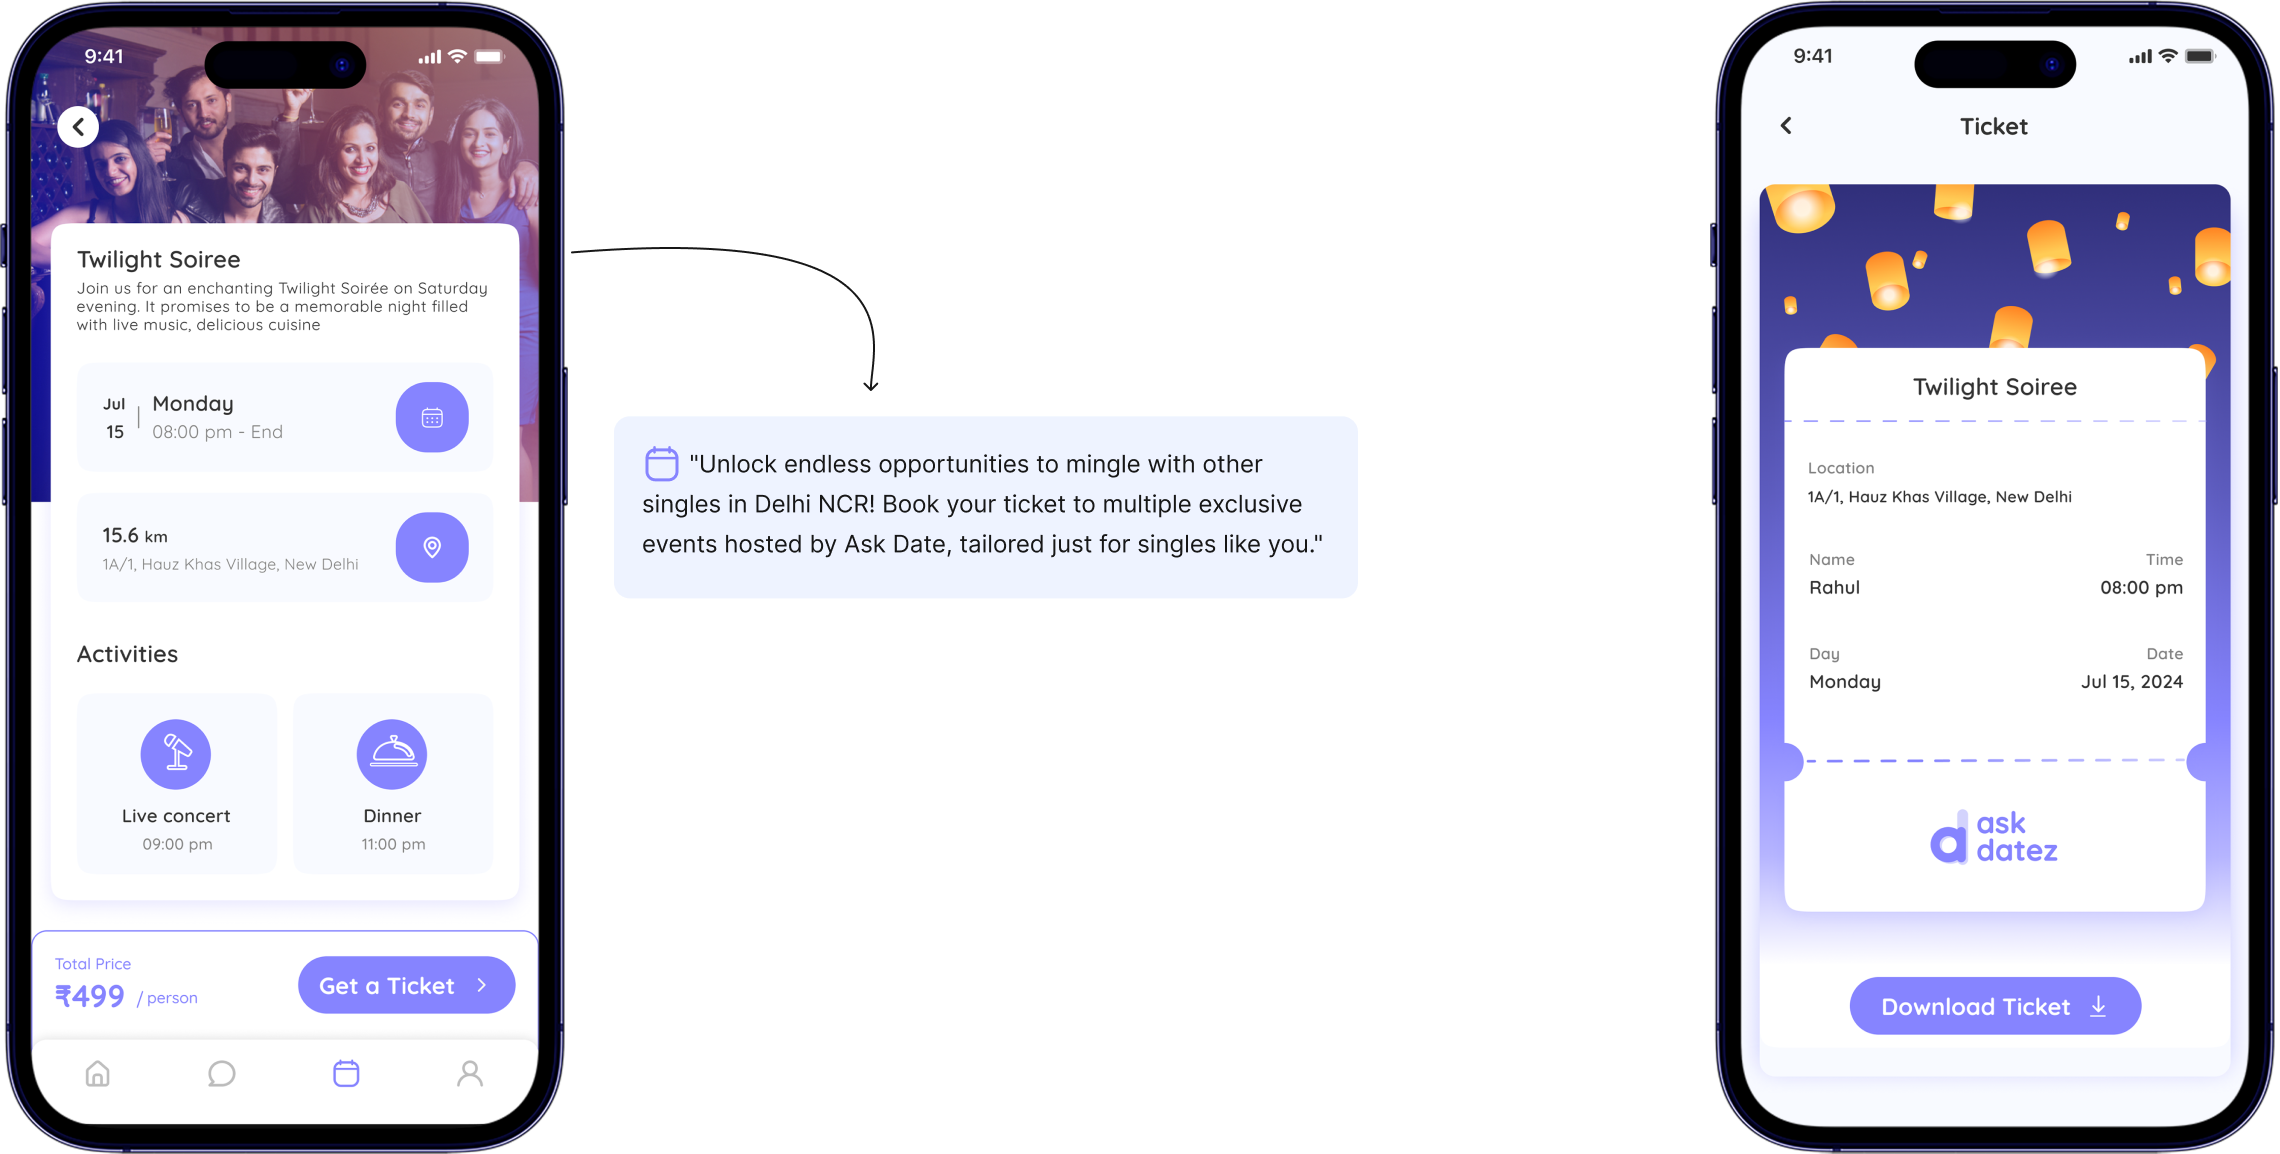 9:41
Twilight Soiree
Join us for an enchanting Twilight Soirée on Saturday
evening. It promises to be a memorable night filled
with live music, delicious cuisine
Jul
15
Monday
08:00 pm - End
15.6 km
1A/1, Hauz Khas Village, New Delhi
Activities
Live concert
09:00 pm
Dinner
11:00 pm
Total Price
₹499 / person
Get a Ticket
"Unlock endless opportunities to mingle with other
singles in Delhi NCR! Book your ticket to multiple exclusive
events hosted by Ask Date, tailored just for singles like you."
9:41
Ticket
Twilight Soiree
Location
1A/1, Hauz Khas Village, New Delhi
Name
Rahul
Time
08:00 pm
Day
Monday
Date
Jul 15, 2024
ask
datez
Download Ticket